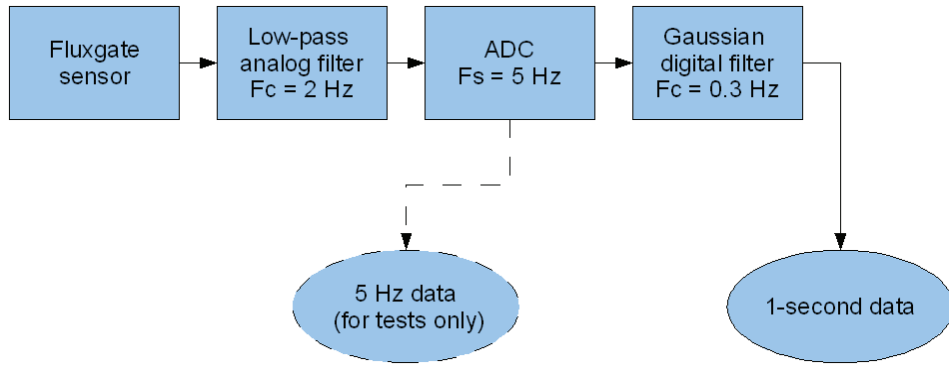 Fluxgate
sensor
Low-pass
analog filter
Fc = 2 Hz
ADC
Fs = 5 Hz
Gaussian
digital filter
Fc = 0.3 Hz
5 Hz data
(for tests only)
1-second data